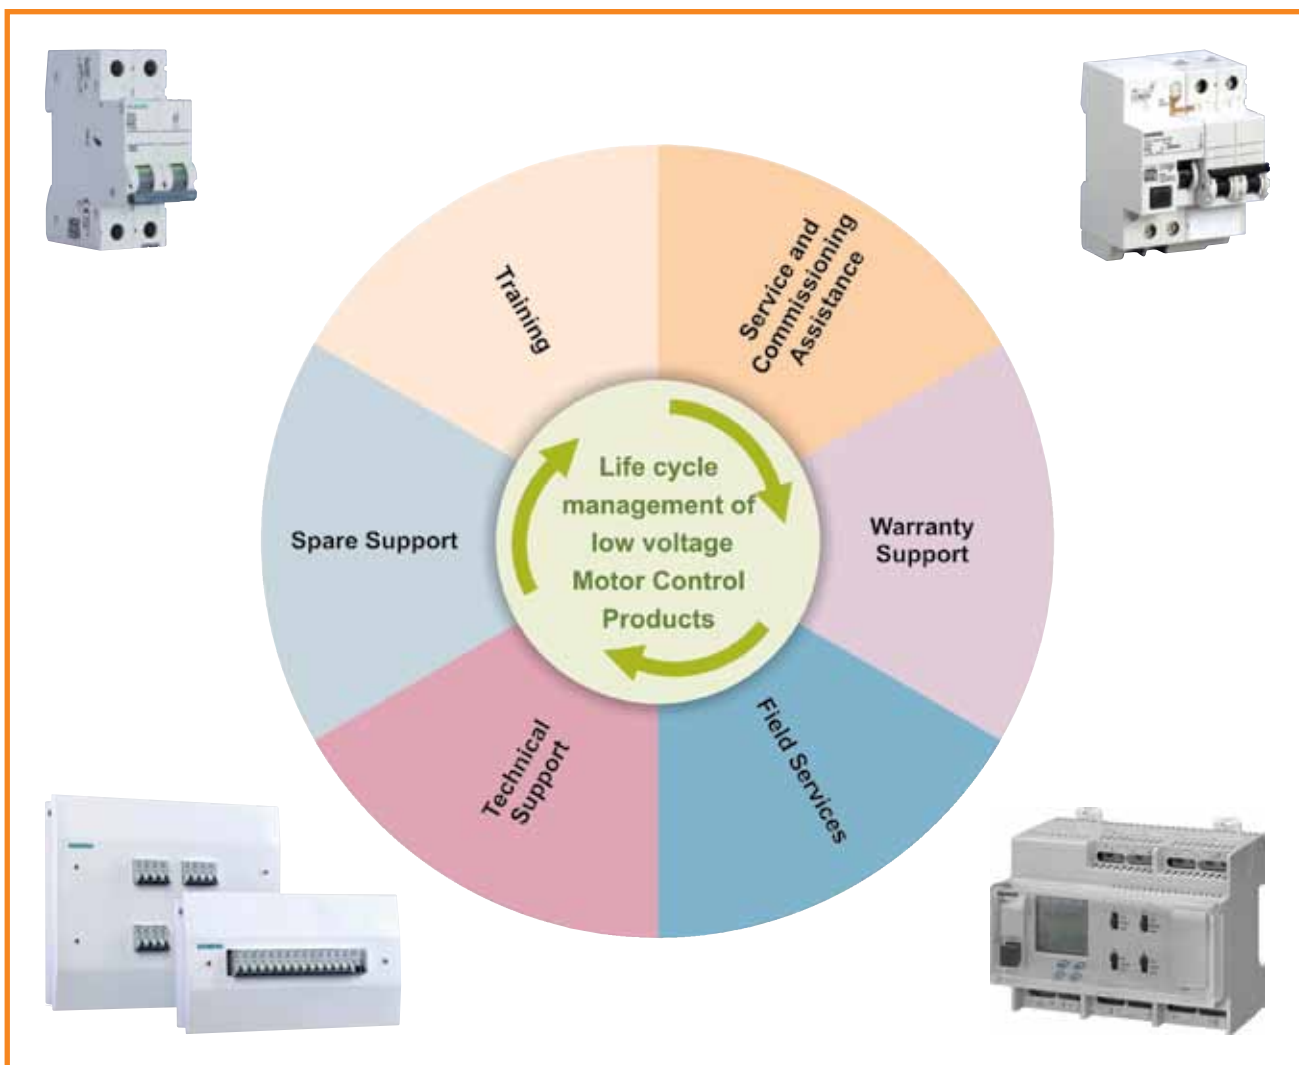 Training
Service and
Commissioning
Assistance
Spare Support
Life cycle
management of
low voltage
Motor Control
Products
Warranty
Support
Technical
Support
Field Services